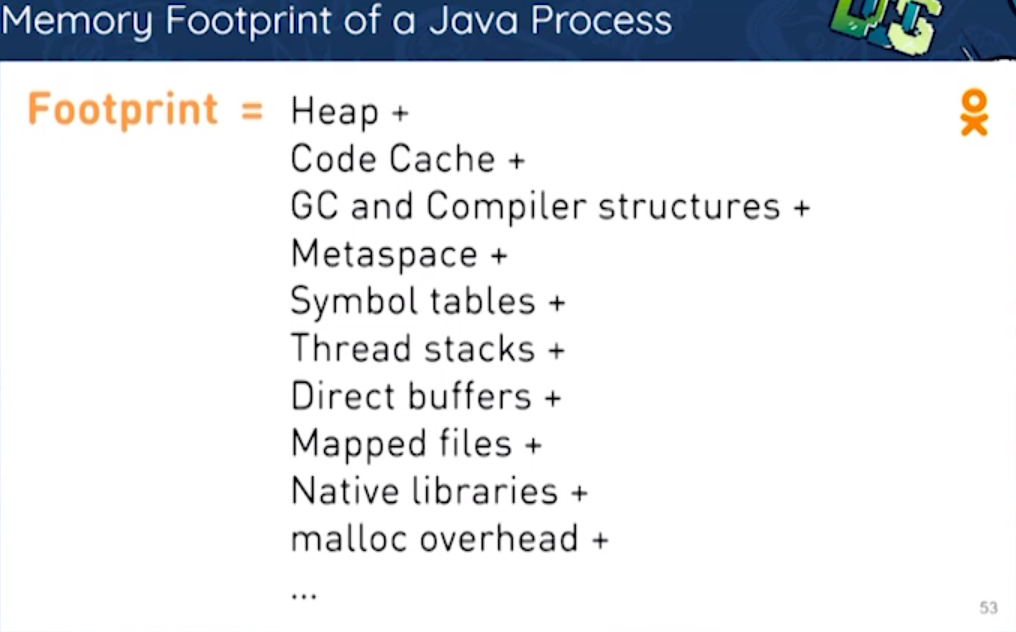 Memory Footprint of a Java Process
Footprint = Heap +
Code Cache +
GC and Compiler structures +
Metaspace +
Symbol tables +
Thread stacks +
Direct buffers +
Mapped files +
Native libraries +
malloc overhead +
...
53